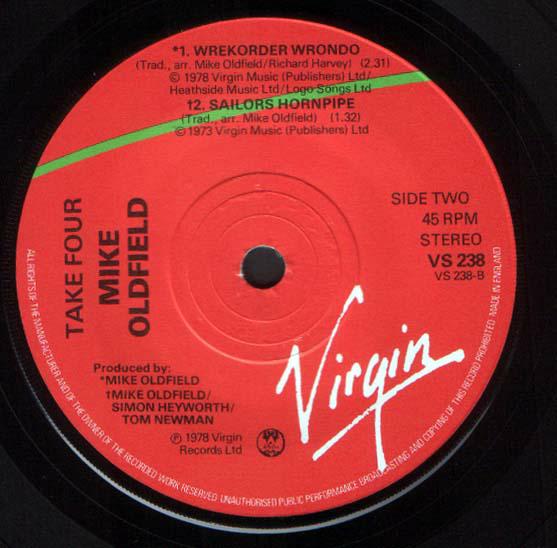 *1. WREKORDER WRONDO
(Trad., arr. Mike Oldfield/Richard Harvey) (2.31)
© 1978 Virgin Music (Publishers) Ltd/
Heathside Music Ltd/Logo Songs Ltd
†2. SAILORS HORNPIPE
(Trad., arr. Mike Oldfield) (1.32)
© 1973 Virgin Music (Publishers) Ltd
TAKE FOUR
MIKE
OLDFIELD
SIDE TWO
45 RPM
STEREO
VS 238
VS 238-B
Produced by:
*MIKE OLDFIELD
†MIKE OLDFIELD/
SIMON HEYWORTH/
TOM NEWMAN
℗ 1978 Virgin
Records Ltd
Virgin
ALL RIGHTS OF THE MANUFACTURER AND OF THE OWNER OF THE RECORDED WORK RESERVED. UNAUTHORISED PUBLIC PERFORMANCE BROADCASTING AND COPYING OF THIS RECORD PROHIBITED. MADE IN ENGLAND